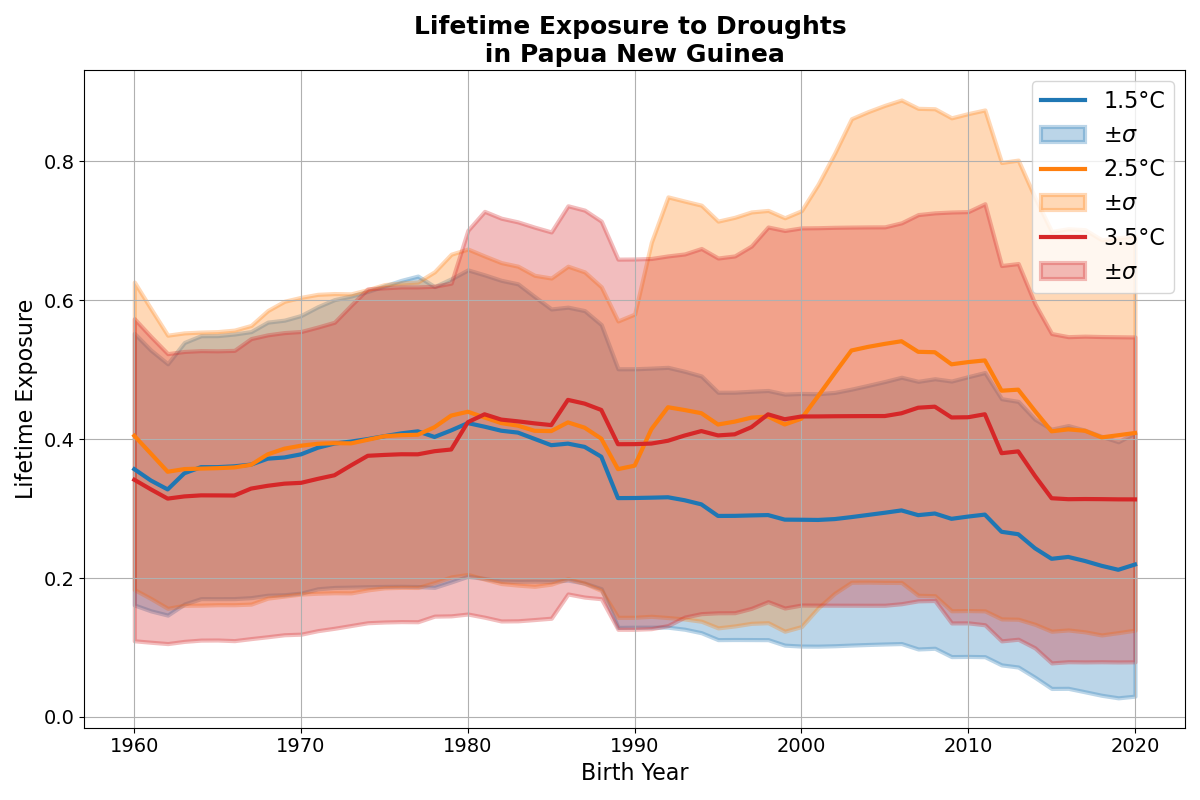 Lifetime Exposure to Droughts
in Papua New Guinea
1.5°C
±σ
2.5°C
±σ
3.5°C
±σ
Lifetime Exposure
0.8
0.6
0.4
0.2
0.0
1960 1970 1980 1990 2000 2010 2020
Birth Year